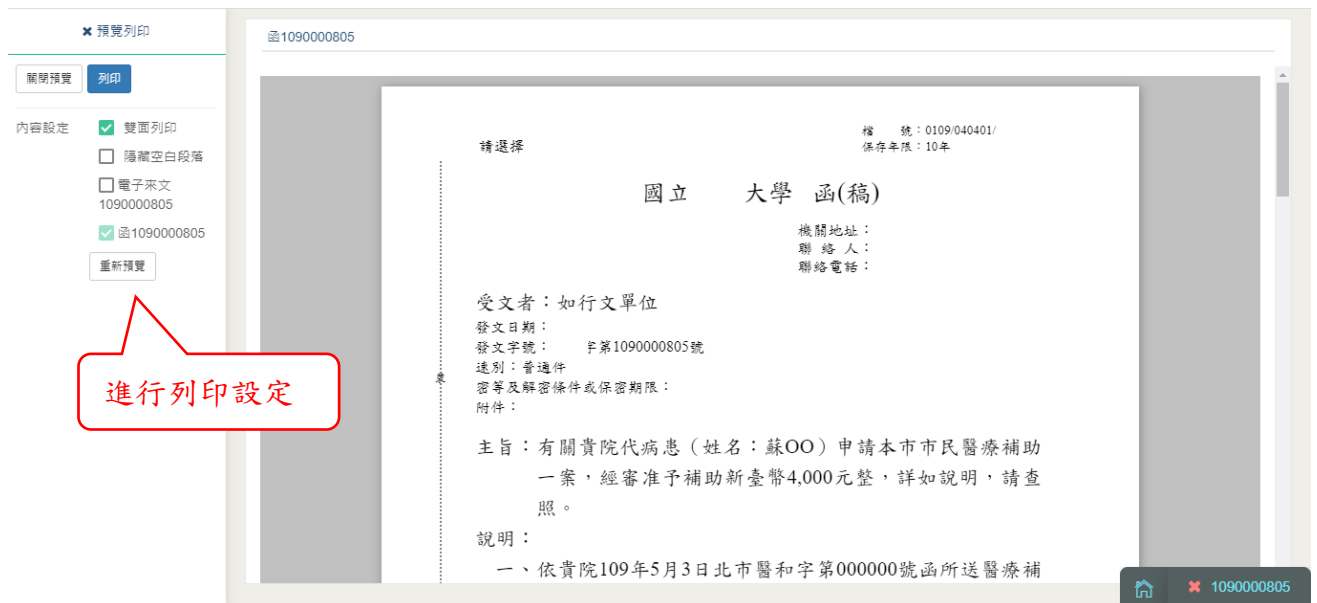 ✖ 預覽列印
關閉預覽 列印
內容設定
雙面列印
隱藏空白段落
電子來文
1090000805
函1090000805
重新預覽
進行列印設定
函1090000805
請選擇
檔 號：0109/040401/
保存年限：10年
國立 大學 函(稿)
機關地址：
聯 絡 人：
聯絡電話：
受文者：如行文單位
發文日期：
發文字號： 字第1090000805號
速別：普通件
密等及解密條件或保密期限：
附件：
裝
主旨：有關貴院代病患（姓名：蘇OO）申請本市市民醫療補助
一案，經審准予補助新臺幣4,000元整，詳如說明，請查
照。
說明：
一、依貴院109年5月3日北市醫和字第000000號函所送醫療補
✖ 1090000805